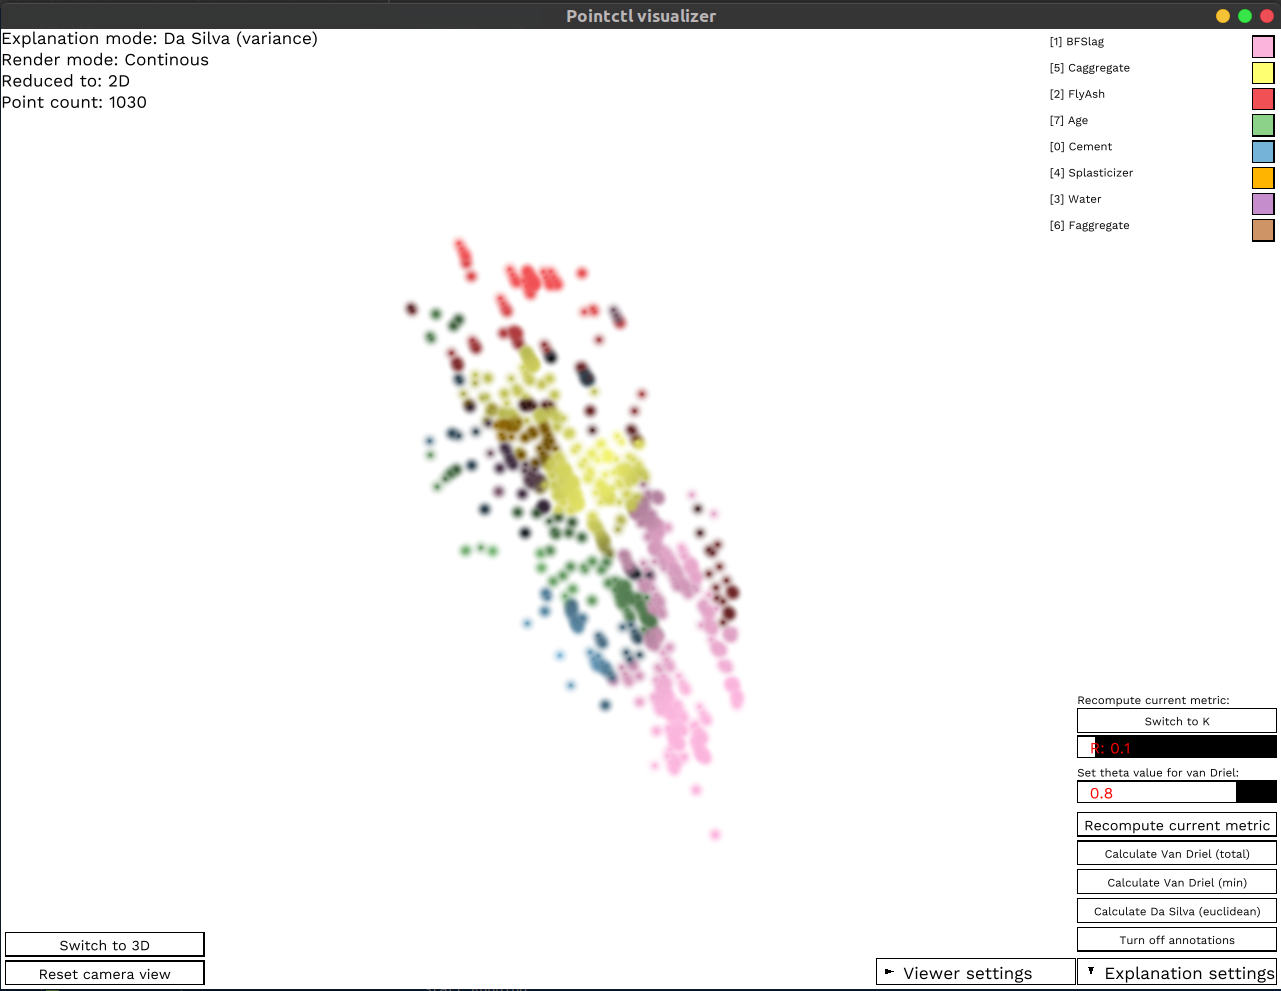 Pointctl visualizer
Explanation mode: Da Silva (variance)
Render mode: Continous
Reduced to: 2D
Point count: 1030
[1] BFSlag
[5] Caggregate
[2] FlyAsh
[7] Age
[0] Cement
[4] Splasticizer
[3] Water
[6] Faggregate
Recompute current metric:
Switch to K
R: 0.1
Set theta value for van Driel:
0.8
Recompute current metric
Calculate Van Driel (total)
Calculate Van Driel (min)
Calculate Da Silva (euclidean)
Turn off annotations
Switch to 3D
Reset camera view
Viewer settings
Explanation settings